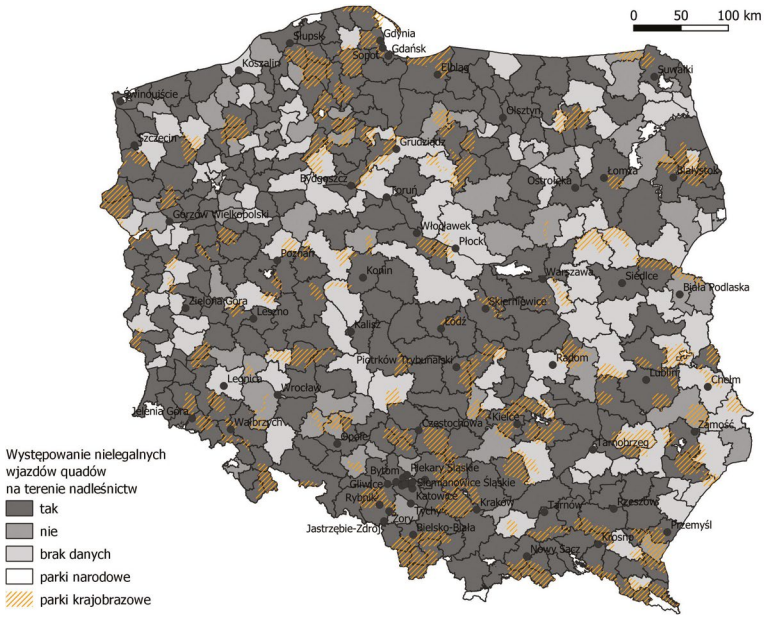 0 50 100 km
Gdynia
Słupsk
Gdańsk
Sopot
Koszalin
Elbląg
Suwałki
Świnoujście
Olsztyn
Szczecin
Grudziądz
Łomża
Białystok
Bydgoszcz
Ostrołęka
Toruń
Gorzów Wielkopolski
Włocławek
Płock
Poznań
Warszawa
Siedlce
Konin
Biała Podlaska
Zielona Góra
Skierniewice
Leszno
Łódź
Kalisz
Piotrków Trybunalski
Radom
Lublin
Legnica
Chełm
Wrocław
Jelenia Góra
Wałbrzych
Częstochowa
Kielce
Zamość
Opole
Tarnobrzeg
Występowanie nielegalnych
wjazdów quadów
na terenie nadleśnictw
Bytom
Piekary Śląskie
Gliwice
Siemianowice Śląskie
Katowice
Rybnik
Tychy
Kraków
Tarnów
Rzeszów
Żory
Jastrzębie-Zdrój
Bielsko-Biała
Przemyśl
Krosno
Nowy Sącz
tak
nie
brak danych
parki narodowe
parki krajobrazowe